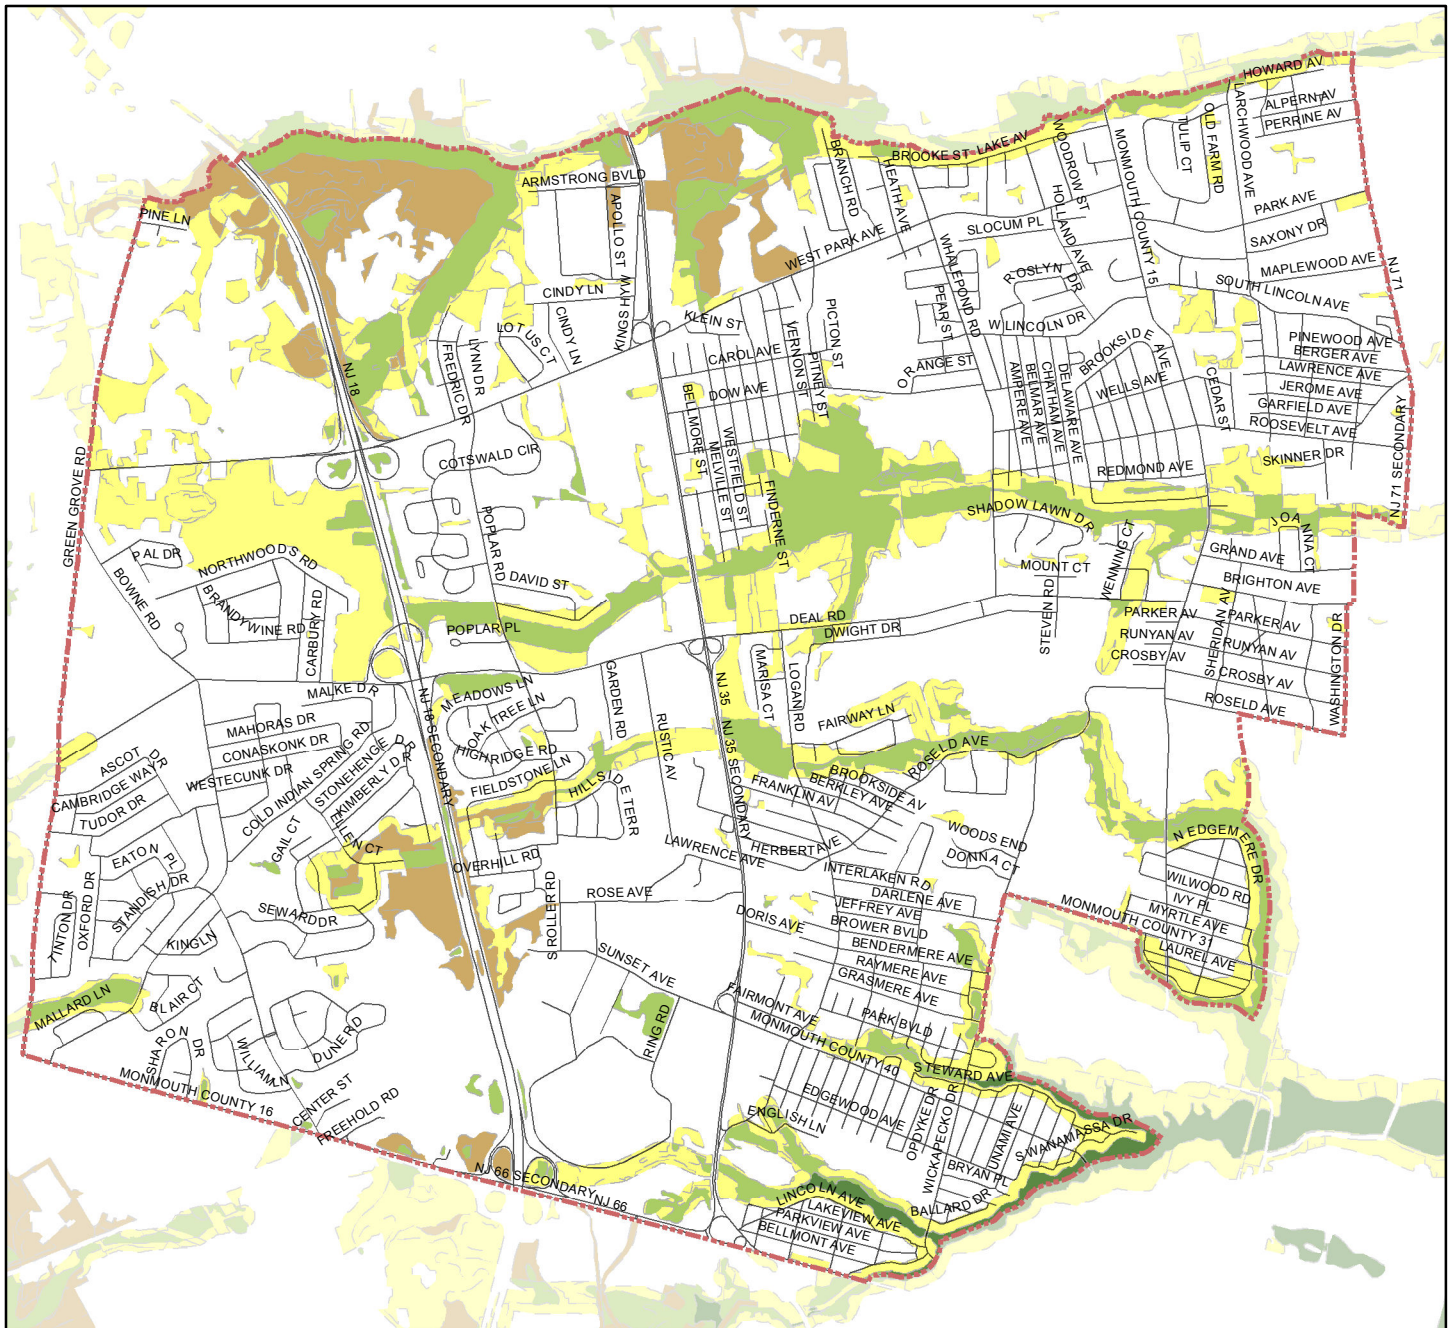 HOWARD AV
ALPERN AV
PERRINE AV
LARCHWOOD AVE
OLD FARM RD
TULIP CT
MONMOUTH COUNTY 15
WOODROW ST
BROOKE ST
LAKE AV
HOLLAND AVE
BRANCH RD
HEATH AVE
ARMSTRONG BVLD
APOLLO ST
PINE LN
PARK AVE
SAXONY DR
SLOCUM PL
WEST PARK AVE
WHALEPOND RD
ROSLYN DR
MAPLEWOOD AVE
NJ 71
SOUTH LINCOLN AVE
CINDY LN
CINDY LN
KINGS HYW
KLEIN ST
VERNON ST
PICTON ST
PITNEY ST
PEAR ST
W LINCOLN DR
BROOKSIDE AVE
PINEWOOD AVE
BERGER AVE
LAWRENCE AVE
JEROME AVE
GARFIELD AVE
ROOSEVELT AVE
LOTUS CT
LYNN DR
FREDRIC DR
NJ 18
CAROL AVE
DOW AVE
ORANGE ST
AMPERE AVE
BELMAR AVE
CHATHAM AVE
DELAWARE AVE
WELLS AVE
CEDAR ST
BELLMORE ST
MELVILLE ST
WESTFIELD ST
FINDERNE ST
COTSWALD CIR
REDMOND AVE
SKINNER DR
NJ 71 SECONDARY
GREEN GROVE RD
SHADOW LAWN DR
JOANNA CT
POPLAR RD
WENNING CT
GRAND AVE
PAL DR
NORTHWOODS RD
BOWNE RD
BRANDYWINE RD
CARBURY RD
DAVID ST
MOUNT CT
STEVEN RD
BRIGHTON AVE
POPLAR PL
DEAL RD
DWIGHT DR
PARKER AV
PARKER AV
RUNYAN AV
RUNYAN AV
CROSBY AV
CROSBY AV
SHERIDAN AV
ROSELD AVE
WASHINGTON DR
MALKE DR
MEADOWS LN
OAK TREE LN
GARDEN RD
RUSTIC AV
NJ 35
MARISA CT
LOGAN RD
FAIRWAY LN
MAHORAS DR
CONASKONK DR
WESTECUNK DR
COLD INDIAN SPRING RD
STONEHENGE DR
KIMBERLY DR
NJ 18 SECONDARY
HIGHRIDGE RD
FIELDSTONE LN
HILLSIDE TERR
NJ 35 SECONDARY
ROSELD AVE
BROOKSIDE AV
BERKLEY AVE
FRANKLIN AV
ASCOT DR
CAMBRIDGE WAY
TUDOR DR
GAIL CT
ELLEN CT
EATON PL
STANDISH DR
OVERHILL RD
LAWRENCE AVE
HERBERT AVE
WOODS END
DONNA CT
N EDGEMERE DR
INTERLAKEN RD
DARLENE AVE
JEFFREY AVE
BROWER BVLD
BENDERMERE AVE
RAYMERE AVE
GRASMERE AVE
WILWOOD RD
IVY PL
MYRTLE AVE
MONMOUTH COUNTY 31
LAUREL AVE
OXFORD DR
SEWARD DR
KING LN
ROSE AVE
S ROLLER RD
DORIS AVE
SUNSET AVE
MALLARD LN
BLAIR CT
SHARON DR
WILLIAM LN
DUNE RD
RING RD
FAIRMONT AVE
PARK BVLD
MONMOUTH COUNTY 40
STEWARD AVE
MONMOUTH COUNTY 16
CENTER ST
FREEHOLD RD
ENGLISH LN
EDGEWOOD AVE
OPDYKE DR
WICKAPECKO DR
UNAMI AVE
S WANAMASSA DR
BRYAN PL
BALLARD DR
NJ 66 SECONDARY
NJ 66
LINCOLN AVE
LAKEVIEW AVE
PARKVIEW AVE
BELLMONT AVE